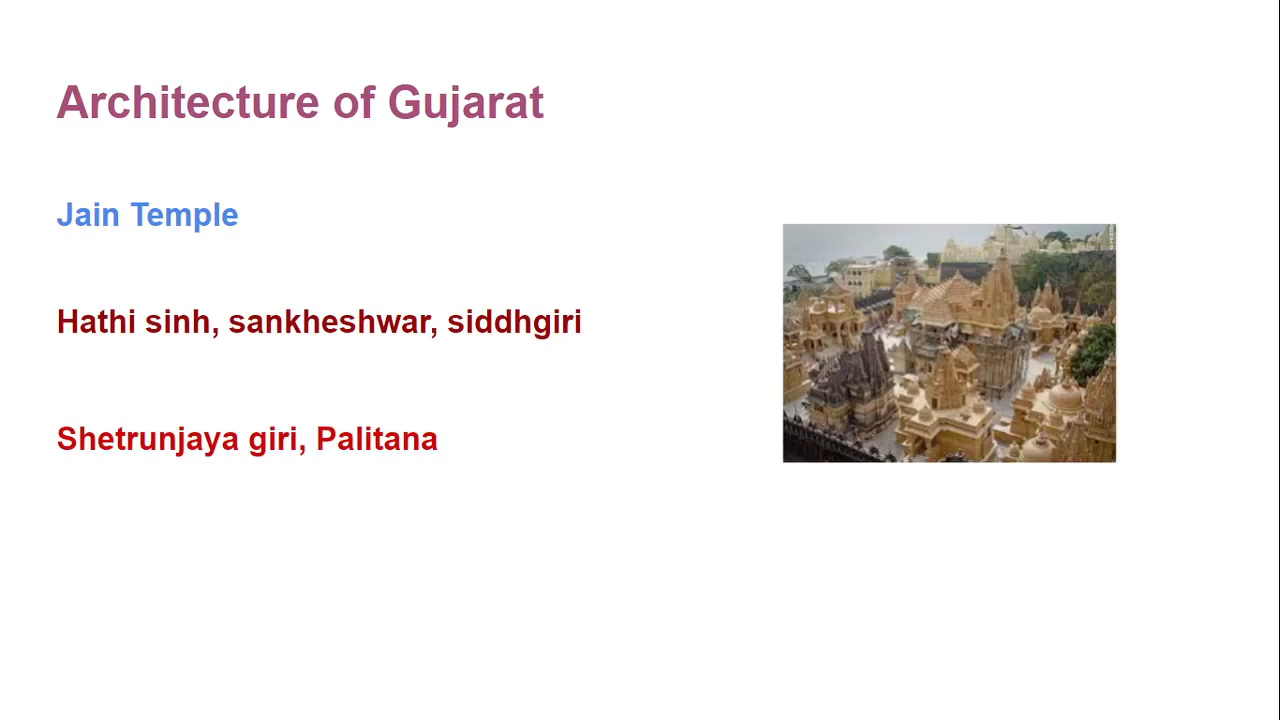 Architecture of Gujarat
Jain Temple
Hathi sinh, sankheshwar, siddhgiri
Shetrunjaya giri, Palitana